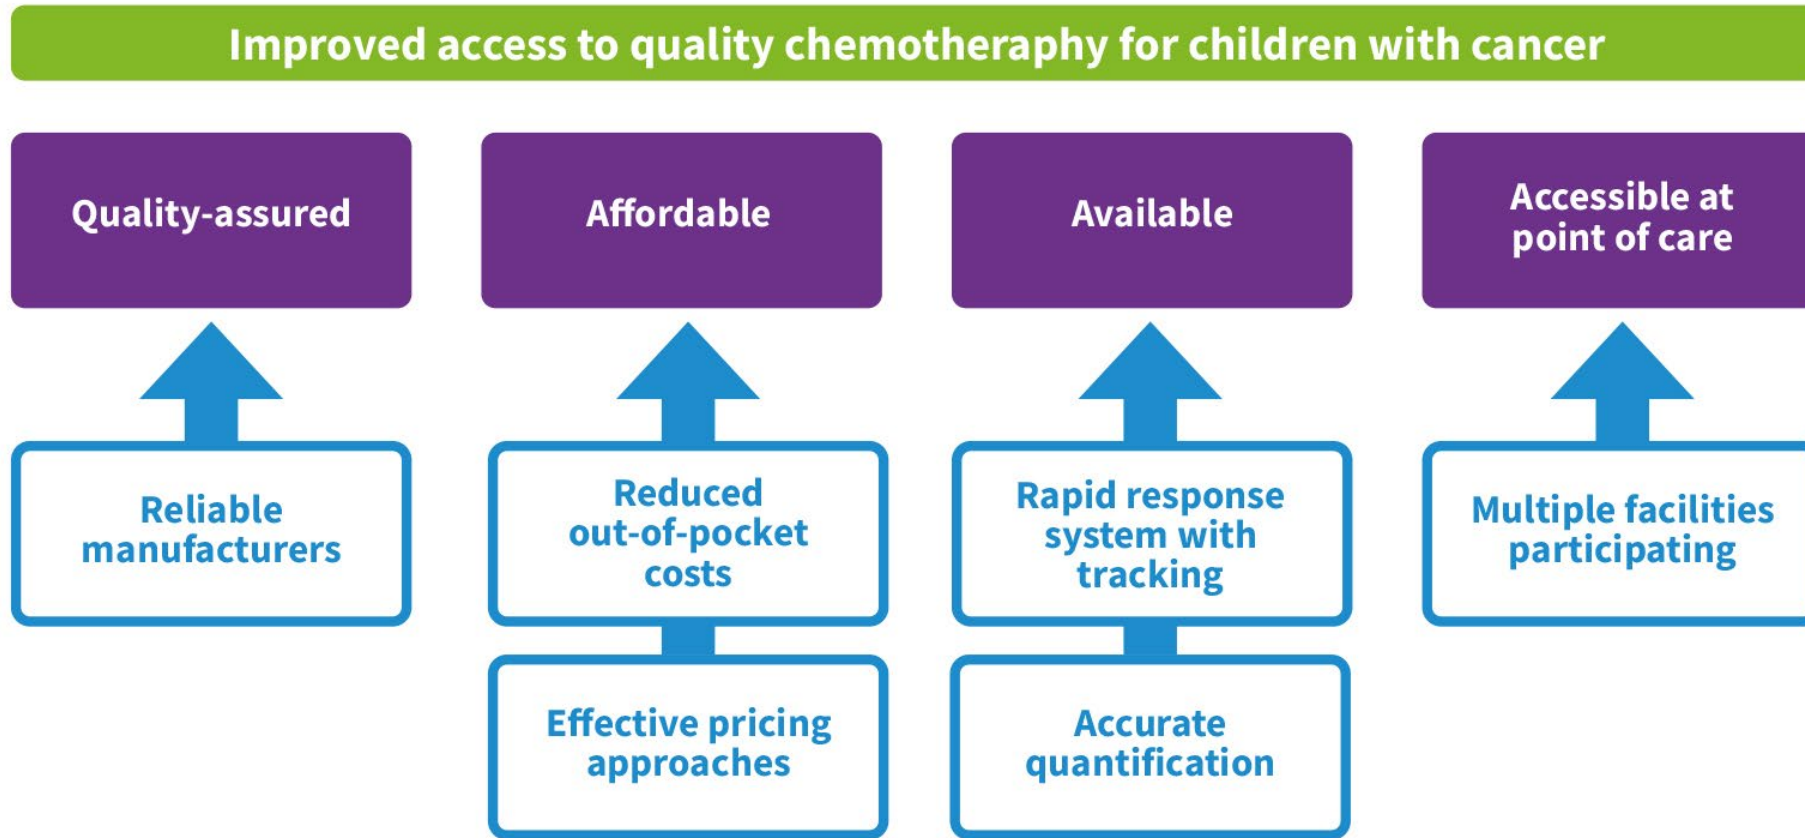 Improved access to quality chemotheraphy for children with cancer
Quality-assured
Affordable
Available
Accessible at
point of care
Reliable
manufacturers
Reduced
out-of-pocket
costs
Rapid response
system with
tracking
Multiple facilities
participating
Effective pricing
approaches
Accurate
quantification